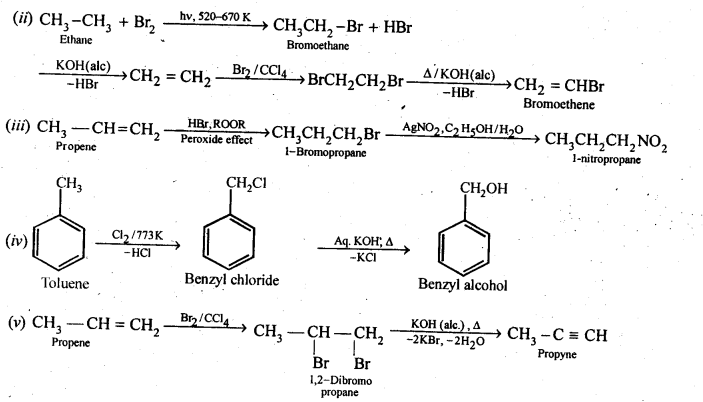 (ii) CH3–CH3 + Br2 hν, 520–670 K → CH3CH2–Br + HBr
Ethane Bromoethane
KOH(alc) –HBr → CH2 = CH2 Br2/CCl4 → BrCH2CH2Br Δ/KOH(alc) –HBr → CH2 = CHBr
Bromoethene
(iii) CH3 — CH=CH2 HBr,ROOR Peroxide effect → CH3CH2CH2Br AgNO2,C2H5OH/H2O → CH3CH2CH2NO2
Propene 1–Bromopropane 1-nitropropane
CH3 CH2Cl CH2OH
(iv) Cl2/773K –HCl → Aq. KOH, Δ –KCl →
Toluene Benzyl chloride Benzyl alcohol
(v) CH3 — CH = CH2 Br2/CCl4 → CH3 — CH — CH2 KOH (alc.), Δ –2KBr, –2H2O → CH3 – C ≡ CH
Propene Propyne
Br Br
1,2–Dibromo
propane